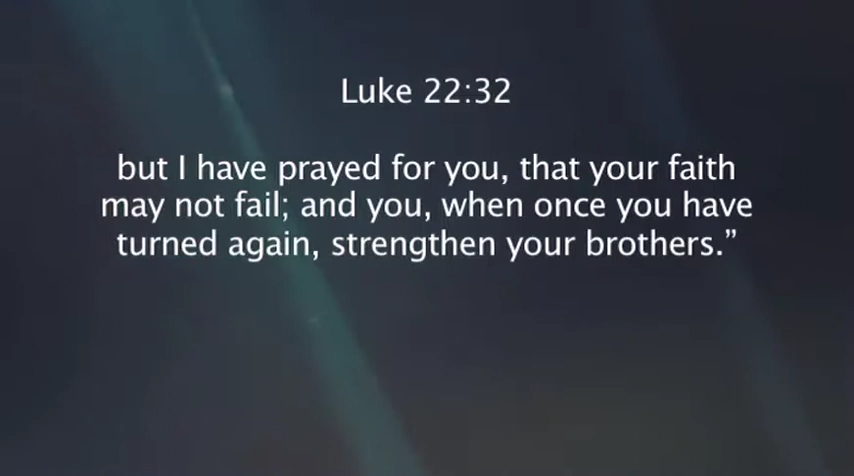 Luke 22:32
but I have prayed for you, that your faith
may not fail; and you, when once you have
turned again, strengthen your brothers.”